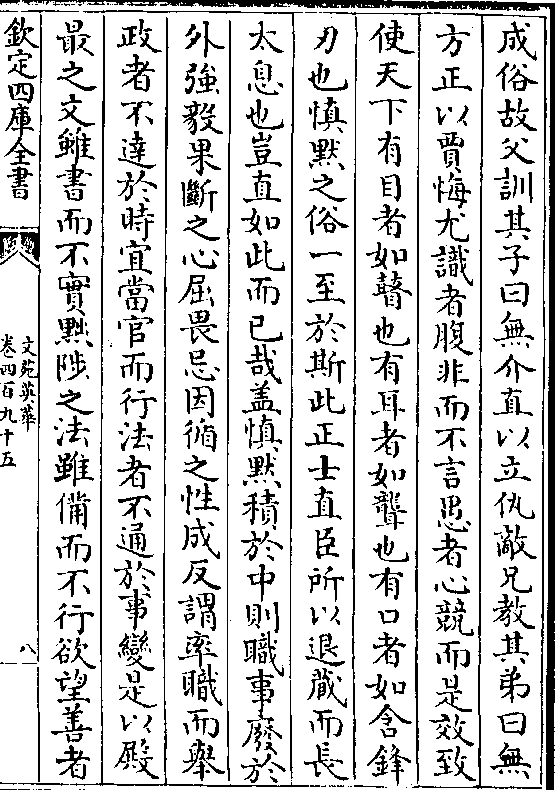 成俗故父訓其子曰無介直以立仇敵兄教其弟曰無
方正以賈悔尤識者腹非而不言愚者心競而是效致
使天下有目者如瞽也有耳者如聾也有口者如含鋒
刃也慎黙之俗一至於斯此正士直臣所以退蔵而長
太息也豈直如此而已哉盖慎黙積於中則職事廢於
外強毅果斷之心屈畏忌因循之性成反謂率職而舉
政者不達於時宜當官而行法者不通於事變是以殿
最之文雖書而不實黜陟之法雖備而不行欲望善者
欽定四庫全書
文苑英華
卷四百九十五
八